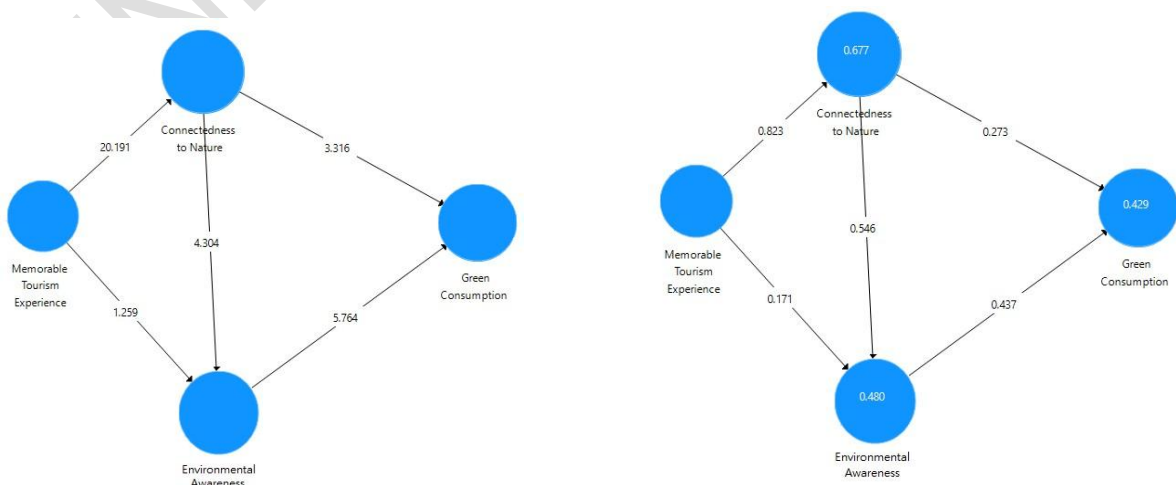 Connectedness
to Nature
20.191
3.316
4.304
Memorable
Tourism
Experience
Green
Consumption
1.259
5.764
Environmental
Awareness
0.677
Connectedness
to Nature
0.823
0.273
0.546
0.429
Memorable
Tourism
Experience
Green
Consumption
0.171
0.437
0.480
Environmental
Awareness